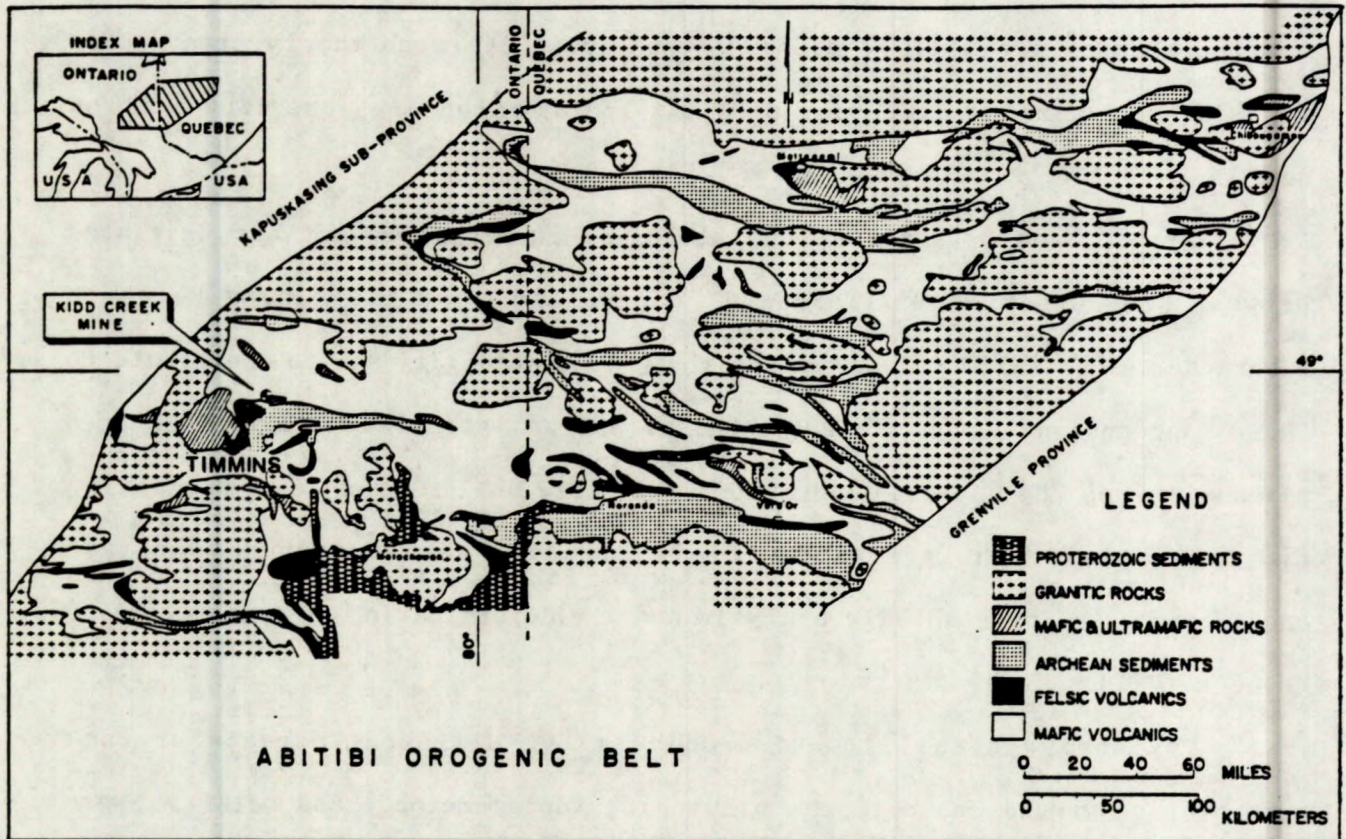 INDEX MAP
ONTARIO
QUEBEC
USA
USA
KAPUSKASING SUB-PROVINCE
ONTARIO
QUEBEC
N
KIDD CREEK
MINE
49°
TIMMINS
Noranda
Val d'Or
GRENVILLE PROVINCE
80°
LEGEND
PROTEROZOIC SEDIMENTS
GRANITIC ROCKS
MAFIC & ULTRAMAFIC ROCKS
ARCHEAN SEDIMENTS
FELSIC VOLCANICS
MAFIC VOLCANICS
0 20 40 60 MILES
0 50 100 KILOMETERS
ABITIBI OROGENIC BELT